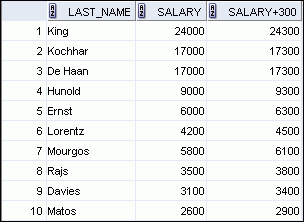 LAST_NAME SALARY SALARY+300
1 King 24000 24300
2 Kochhar 17000 17300
3 De Haan 17000 17300
4 Hunold 9000 9300
5 Ernst 6000 6300
6 Lorentz 4200 4500
7 Mourgos 5800 6100
8 Rajs 3500 3800
9 Davies 3100 3400
10 Matos 2600 2900